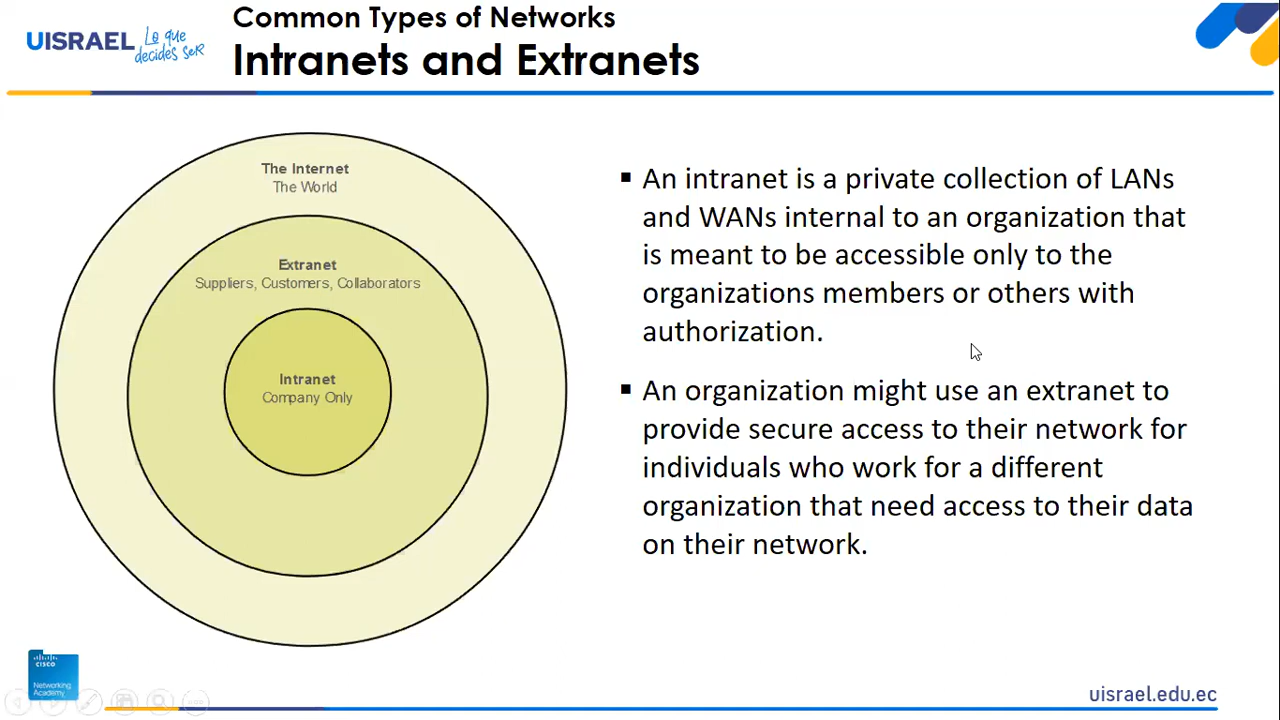 Common Types of Networks
UISRAEL Lo que
decides seR
Intranets and Extranets
The Internet
The World
Extranet
Suppliers, Customers, Collaborators
Intranet
Company Only
▪ An intranet is a private collection of LANs
and WANs internal to an organization that
is meant to be accessible only to the
organizations members or others with
authorization.
▪ An organization might use an extranet to
provide secure access to their network for
individuals who work for a different
organization that need access to their data
on their network.
CISCO
Networking
Academy
uisrael.edu.ec